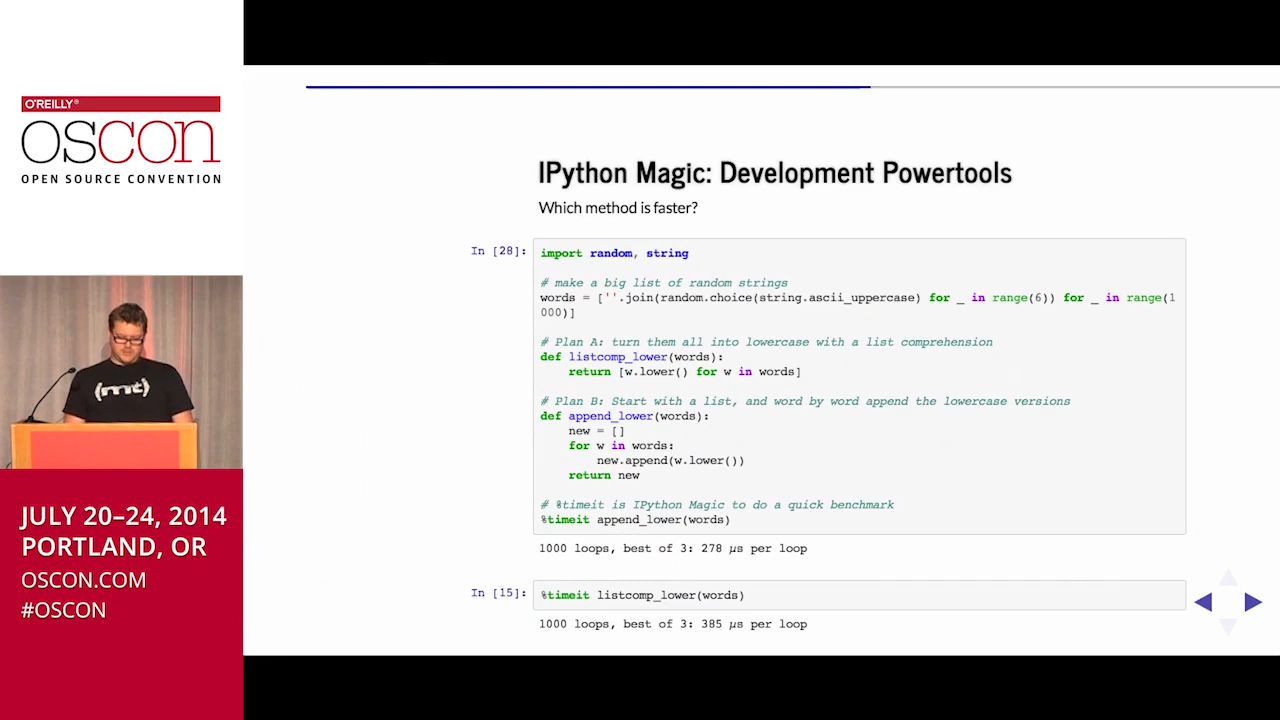 O'REILLY®
OSCON
OPEN SOURCE CONVENTION
(mt)
JULY 20–24, 2014
PORTLAND, OR
OSCON.COM
#OSCON
IPython Magic: Development Powertools
Which method is faster?
In [28]:
import random, string
# make a big list of random strings
words = [''.join(random.choice(string.ascii_uppercase) for _ in range(6)) for _ in range(1
000)]
# Plan A: turn them all into lowercase with a list comprehension
def listcomp_lower(words):
    return [w.lower() for w in words]
# Plan B: Start with a list, and word by word append the lowercase versions
def append_lower(words):
    new = []
    for w in words:
        new.append(w.lower())
    return new
# %timeit is IPython Magic to do a quick benchmark
%timeit append_lower(words)
1000 loops, best of 3: 278 µs per loop
In [15]:
%timeit listcomp_lower(words)
1000 loops, best of 3: 385 µs per loop